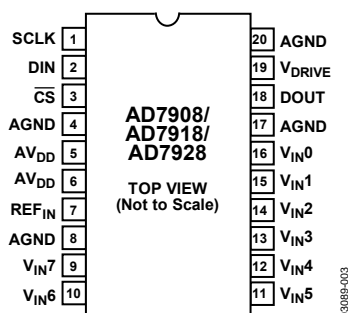 SCLK 1
DIN 2
C̅S̅ 3
AGND 4
AVDD 5
AVDD 6
REFIN 7
AGND 8
VIN7 9
VIN6 10
AD7908/
AD7918/
AD7928
TOP VIEW
(Not to Scale)
20 AGND
19 VDRIVE
18 DOUT
17 AGND
16 VIN0
15 VIN1
14 VIN2
13 VIN3
12 VIN4
11 VIN5
03089-003